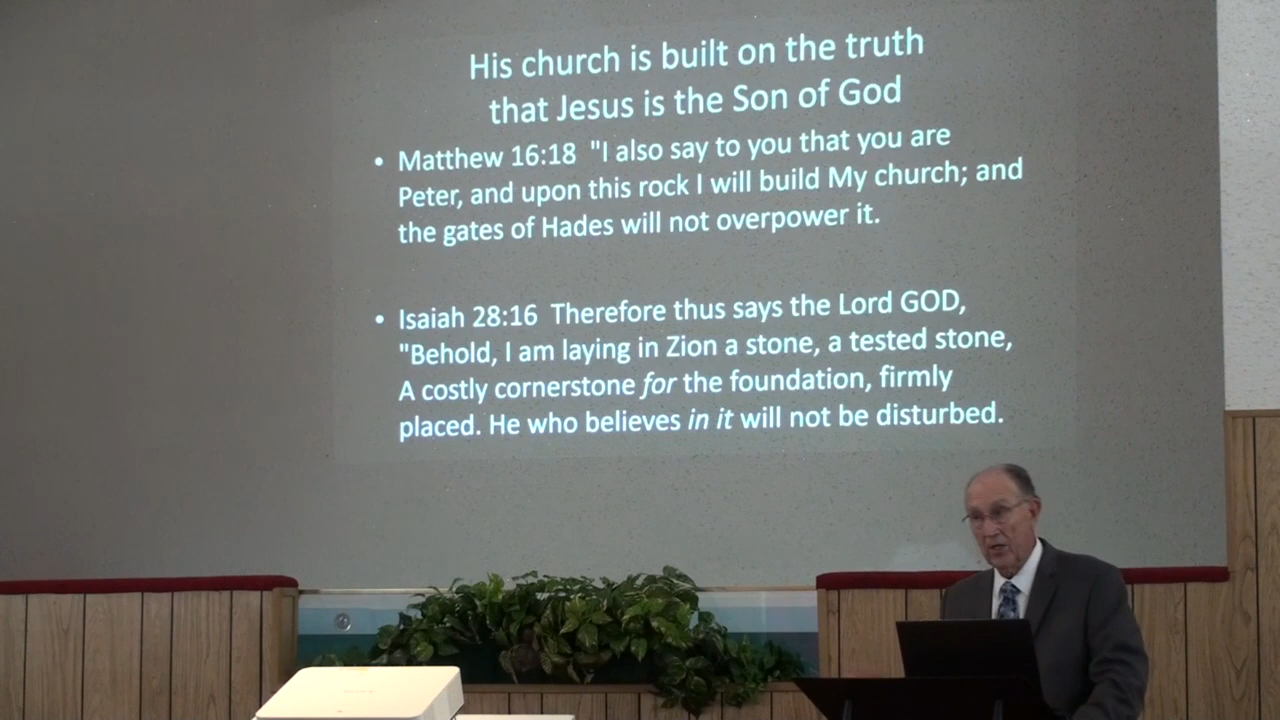 His church is built on the truth
that Jesus is the Son of God
• Matthew 16:18 "I also say to you that you are
Peter, and upon this rock I will build My church; and
the gates of Hades will not overpower it.
• Isaiah 28:16 Therefore thus says the Lord GOD,
"Behold, I am laying in Zion a stone, a tested stone,
A costly cornerstone for the foundation, firmly
placed. He who believes in it will not be disturbed.